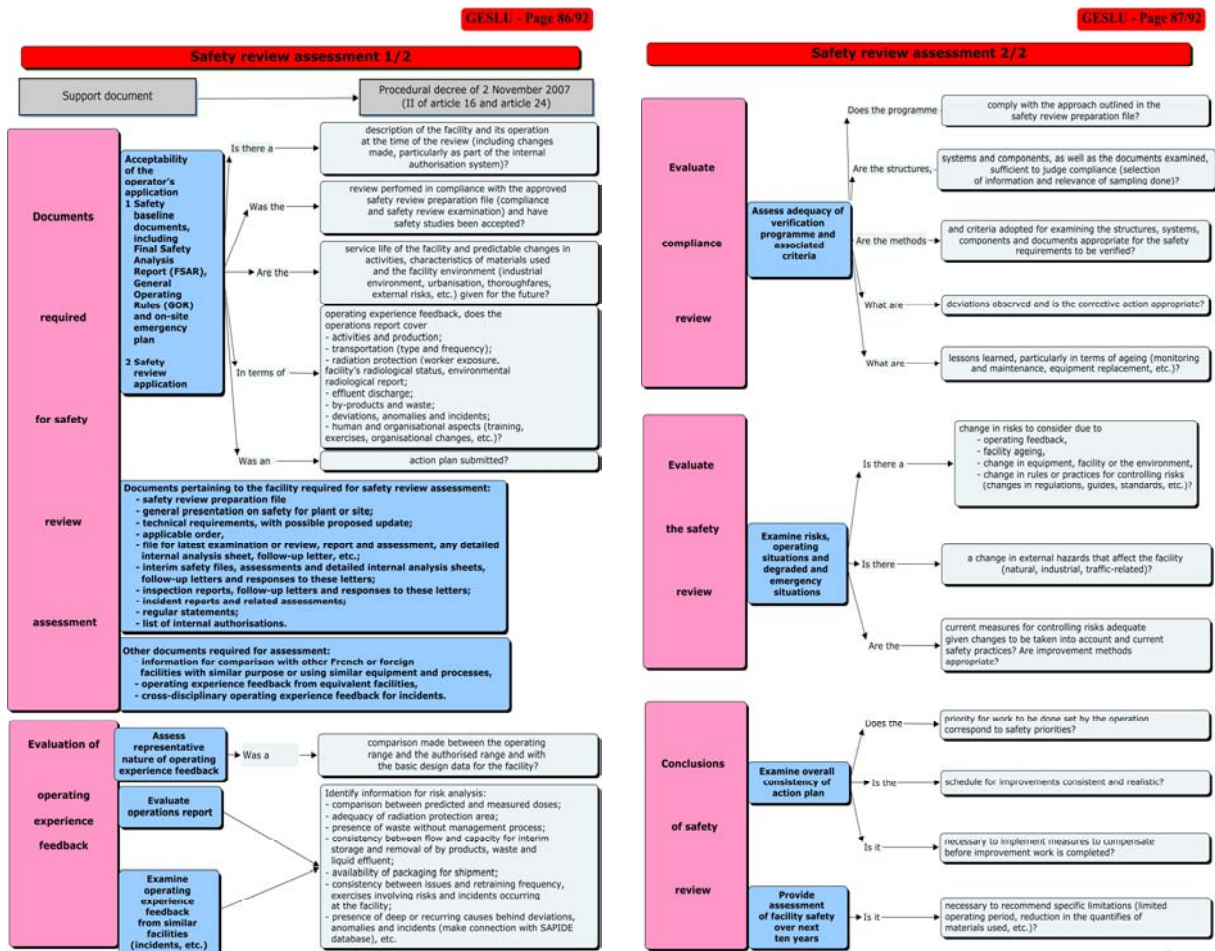 GESLU - Page 86/92
Safety review assessment 1/2
Support document
Procedural decree of 2 November 2007
(II of article 16 and article 24)
Documents
required
for safety
review
assessment
Acceptability
of the
operator's
application
1 Safety
baseline
documents,
including
Final Safety
Analysis
Report (FSAR),
General
Operating
Rules (GOR)
and on-site
emergency
plan
2 Safety
review
application
Is there a
description of the facility and its operation
at the time of the review (including changes
made, particularly as part of the internal
authorisation system)?
Was the
review perfomed in compliance with the approved
safety review preparation file (compliance
and safety review examination) and have
safety studies been accepted?
Are the
service life of the facility and predictable changes in
activities, characteristics of materials used
and the facility environment (industrial
environment, urbanisation, thoroughfares,
external risks, etc.) given for the future?
In terms of
operating experience feedback, does the
operations report cover
- activities and production;
- transportation (type and frequency);
- radiation protection (worker exposure,
facility's radiological status, environmental
radiological report;
- effluent discharge;
- by-products and waste;
- deviations, anomalies and incidents;
- human and organisational aspects (training,
exercises, organisational changes, etc.)?
Was an
action plan submitted?
Documents pertaining to the facility required for safety review assessment:
- safety review preparation file
- general presentation on safety for plant or site;
- technical requirements, with possible proposed update;
- applicable order,
- file for latest examination or review, report and assessment, any detailed
internal analysis sheet, follow-up letter, etc.;
- interim safety files, assessments and detailed internal analysis sheets,
follow-up letters and responses to these letters;
- inspection reports, follow-up letters and responses to these letters;
- incident reports and related assessments;
- regular statements;
- list of internal authorisations.
Other documents required for assessment:
- information for comparison with other French or foreign
facilities with similar purpose or using similar equipment and processes,
- operating experience feedback from equivalent facilities,
- cross-disciplinary operating experience feedback for incidents.
Evaluation of
operating
experience
feedback
Assess
representative
nature of operating
experience feedback
Was a
comparison made between the operating
range and the authorised range and with
the basic design data for the facility?
Evaluate
operations report
Examine
operating
experience
feedback
from similar
facilities
(incidents, etc.)
Identify information for risk analysis:
- comparison between predicted and measured doses;
- adequacy of radiation protection area;
- presence of waste without management process;
- consistency between flow and capacity for interim
storage and removal of by products, waste and
liquid effluent;
- availability of packaging for shipment;
- consistency between issues and retraining frequency,
exercises involving risks and incidents occurring
at the facility;
- presence of deep or recurring causes behind deviations,
anomalies and incidents (make connection with SAPIDE
database), etc.
GESLU - Page 87/92
Safety review assessment 2/2
Evaluate
compliance
review
Assess adequacy of
verification
programme and
associated
criteria
Does the programme
comply with the approach outlined in the
safety review preparation file?
Are the structures,
systems and components, as well as the documents examined,
sufficient to judge compliance (selection
of information and relevance of sampling done)?
Are the methods
and criteria adopted for examining the structures, systems,
components and documents appropriate for the safety
requirements to be verified?
What are
deviations observed and is the corrective action appropriate?
What are
lessons learned, particularly in terms of ageing (monitoring
and maintenance, equipment replacement, etc.)?
Evaluate
the safety
review
Examine risks,
operating
situations and
degraded and
emergency
situations
Is there a
change in risks to consider due to
- operating feedback,
- facility ageing,
- change in equipment, facility or the environment,
- change in rules or practices for controlling risks
(changes in regulations, guides, standards, etc.)?
Is there
a change in external hazards that affect the facility
(natural, industrial, traffic-related)?
Are the
current measures for controlling risks adequate
given changes to be taken into account and current
safety practices? Are improvement methods
appropriate?
Conclusions
of safety
review
Examine overall
consistency of
action plan
Does the
priority for work to be done set by the operation
correspond to safety priorities?
Is the
schedule for improvements consistent and realistic?
Is it
necessary to implement measures to compensate
before improvement work is completed?
Provide
assessment
of facility safety
over next
ten years
Is it
necessary to recommend specific limitations (limited
operating period, reduction in the quantifies of
materials used, etc.)?